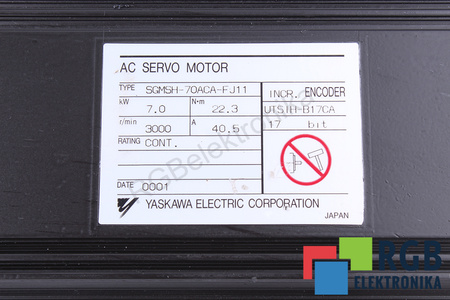 AC SERVO MOTOR
TYPE SGMSH-70ACA-FJ11
kW 7.0 N·m 22.3
r/min 3000 A 40.5
RATING CONT.
INCR. ENCODER
UTSIH-B17CA
17 bit
DATE 0001
YASKAWA ELECTRIC CORPORATION
JAPAN
RGBelektronika
RGB
ELEKTRONIKA